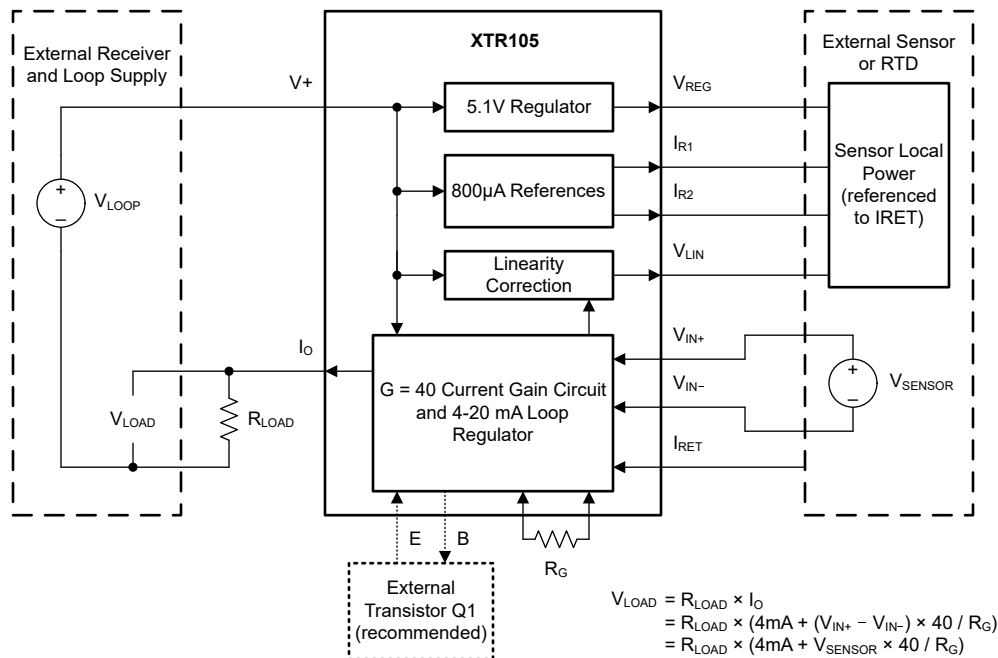 External Receiver
and Loop Supply
XTR105
External Sensor
or RTD
V+
5.1V Regulator
VREG
800µA References
IR1
IR2
Sensor Local
Power
(referenced
to IRET)
+
−
VLOOP
Linearity
Correction
VLIN
IO
G = 40 Current Gain Circuit
and 4-20 mA Loop
Regulator
VIN+
VIN−
+
−
VSENSOR
VLOAD
RLOAD
IRET
E
B
RG
External
Transistor Q1
(recommended)
VLOAD = RLOAD × IO
= RLOAD × (4mA + (VIN+ − VIN−) × 40 / RG)
= RLOAD × (4mA + VSENSOR × 40 / RG)